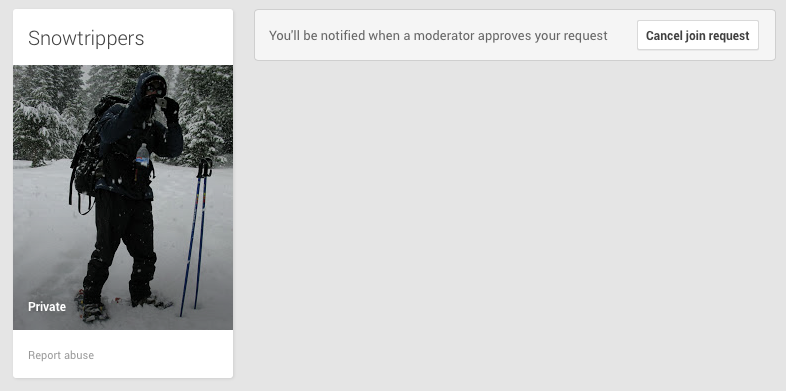 Snowtrippers
Private
Report abuse
You'll be notified when a moderator approves your request
Cancel join request